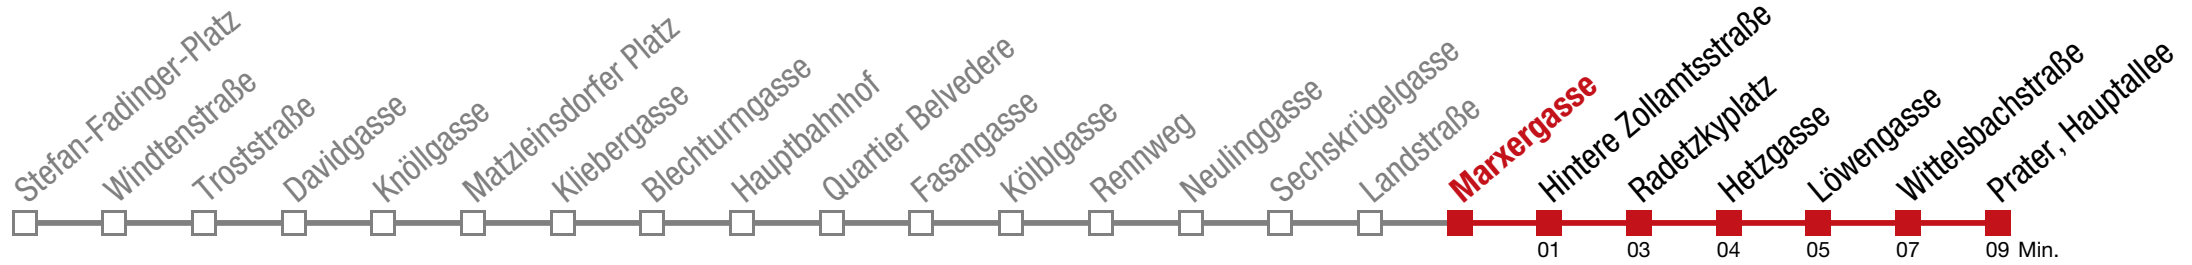 Stefan-Fadinger-Platz
Windtenstraße
Troststraße
Davidgasse
Knöllgasse
Matzleinsdorfer Platz
Kliebergasse
Blechturmgasse
Hauptbahnhof
Quartier Belvedere
Fasangasse
Kölblgasse
Rennweg
Neulinggasse
Sechskrügelgasse
Landstraße
Marxergasse
Hintere Zollamtsstraße
Radetzkyplatz
Hetzgasse
Löwengasse
Wittelsbachstraße
Prater, Hauptallee
01 03 04 05 07 09 Min.